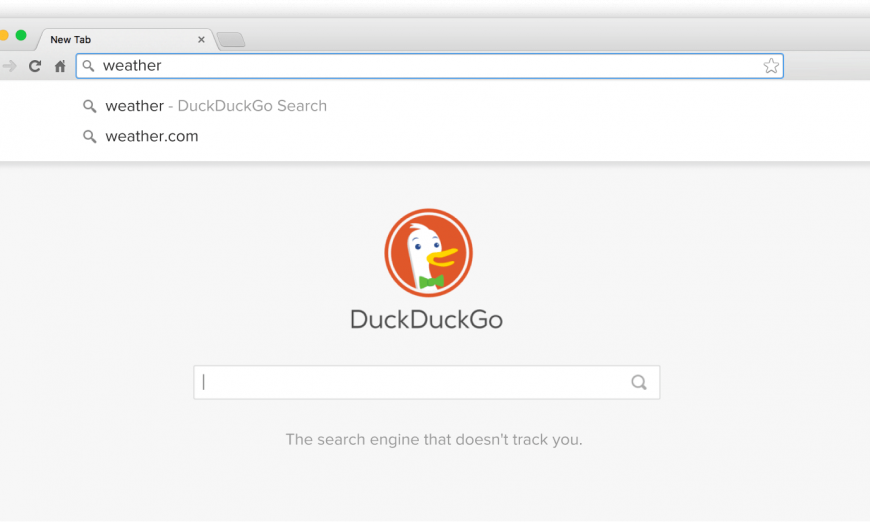 New Tab
weather
weather - DuckDuckGo Search
weather.com
DuckDuckGo
The search engine that doesn't track you.